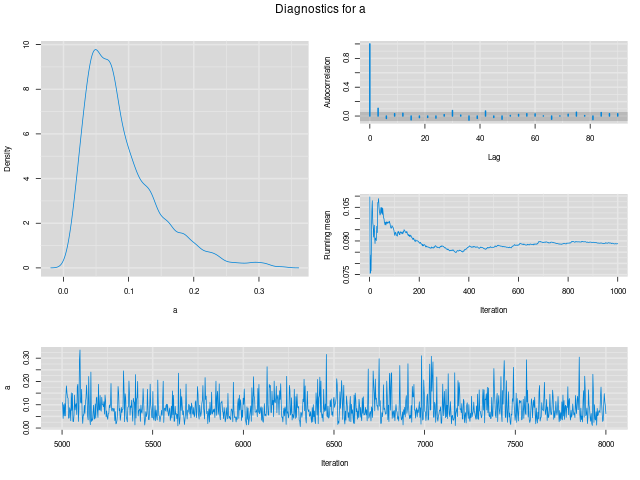 Diagnostics for a
Density
0 2 4 6 8 10
0.0 0.1 0.2 0.3
a
Autocorrelation
0.0 0.4 0.8
0 20 40 60 80
Lag
Running mean
0.075 0.090 0.105
0 200 400 600 800 1000
Iteration
a
0.00 0.10 0.20 0.30
5000 5500 6000 6500 7000 7500 8000
Iteration